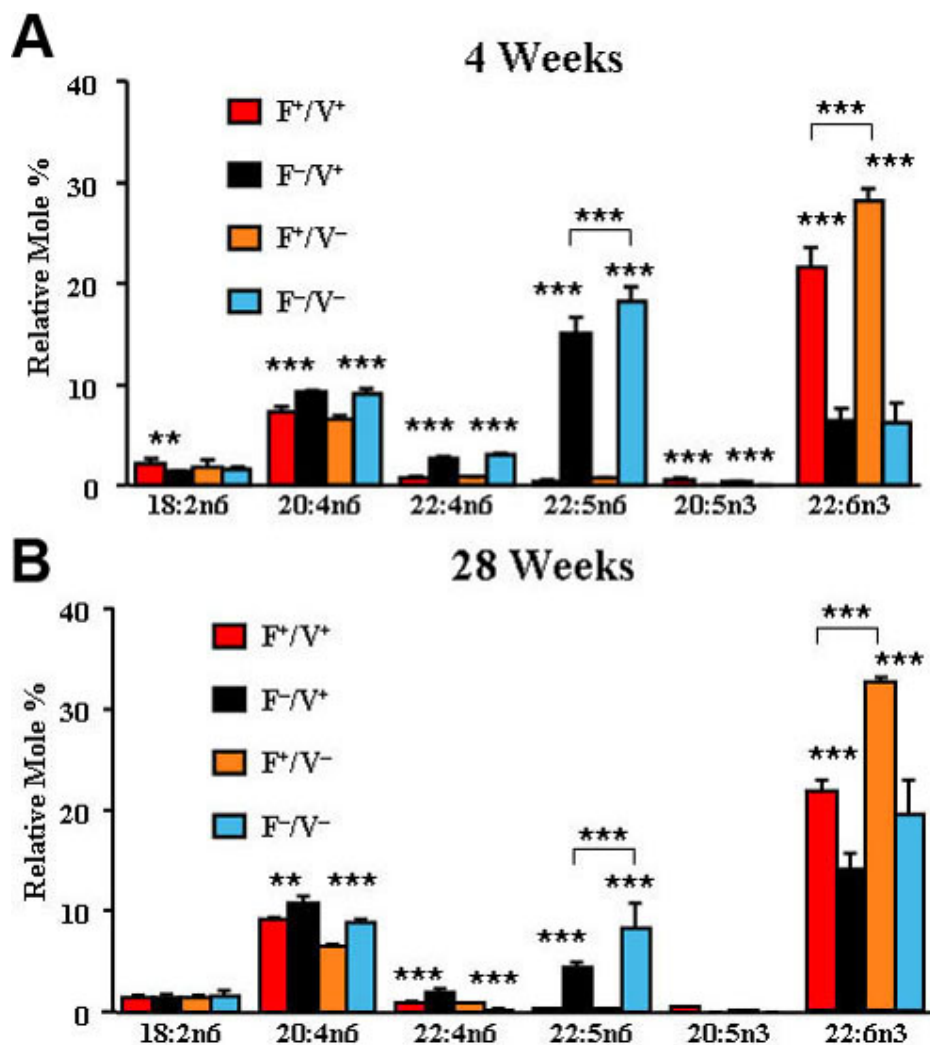 A
4 Weeks
Relative Mole %
40
30
20
10
0
F⁺/V⁺
F⁻/V⁺
F⁺/V⁻
F⁻/V⁻
*** 
***
***
***
***
***
***
***
***
***
***
**
***
***
18:2n6 20:4n6 22:4n6 22:5n6 20:5n3 22:6n3
B
28 Weeks
Relative Mole %
40
30
20
10
0
F⁺/V⁺
F⁻/V⁺
F⁺/V⁻
F⁻/V⁻
***
***
***
***
***
***
** ***
*** ***
18:2n6 20:4n6 22:4n6 22:5n6 20:5n3 22:6n3